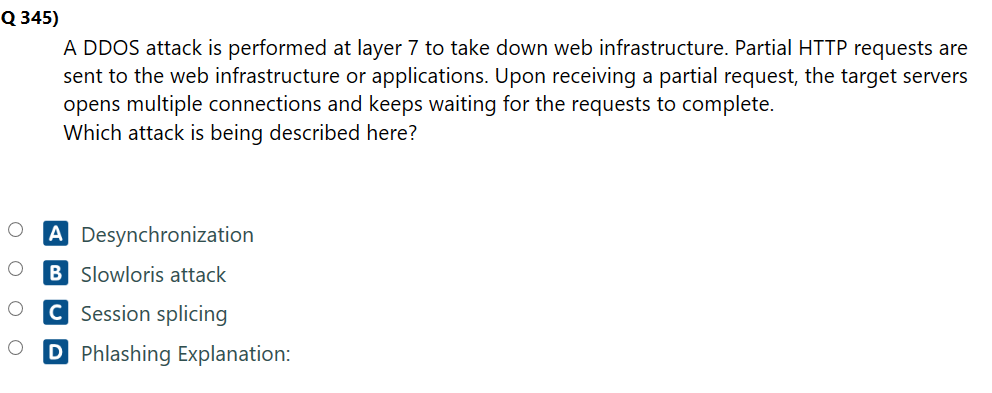 Q 345)
A DDOS attack is performed at layer 7 to take down web infrastructure. Partial HTTP requests are
sent to the web infrastructure or applications. Upon receiving a partial request, the target servers
opens multiple connections and keeps waiting for the requests to complete.
Which attack is being described here?
A Desynchronization
B Slowloris attack
C Session splicing
D Phlashing Explanation: